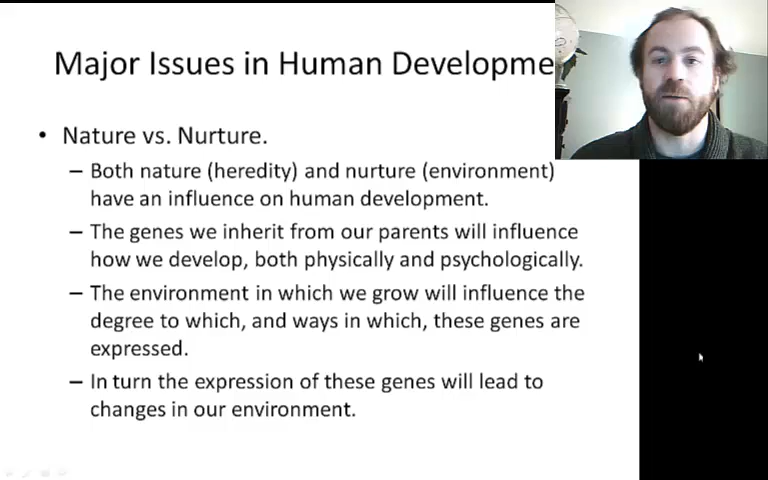 Major Issues in Human Developme
• Nature vs. Nurture.
– Both nature (heredity) and nurture (environment)
have an influence on human development.
– The genes we inherit from our parents will influence
how we develop, both physically and psychologically.
– The environment in which we grow will influence the
degree to which, and ways in which, these genes are
expressed.
– In turn the expression of these genes will lead to
changes in our environment.